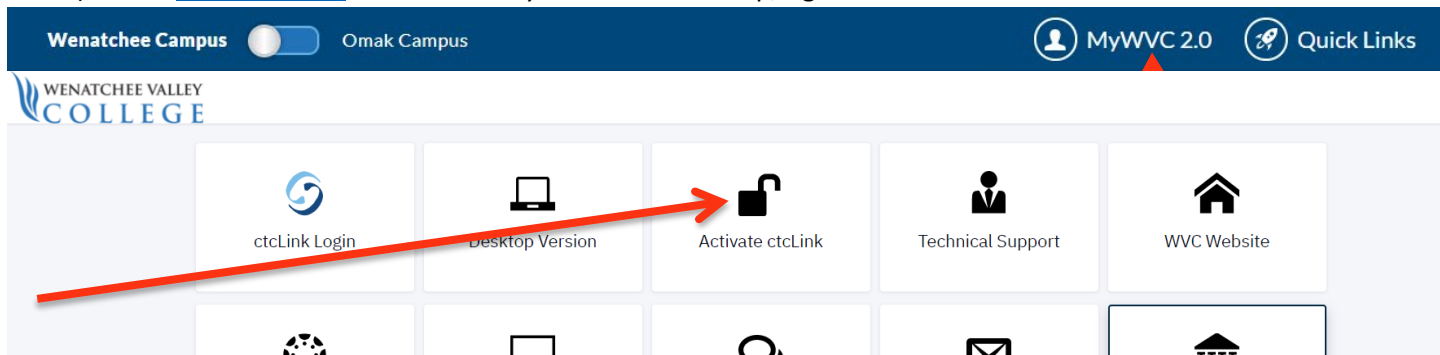 Wenatchee Campus Omak Campus MyWVC 2.0 Quick Links
WENATCHEE VALLEY
COLLEGE
ctcLink Login Desktop Version Activate ctcLink Technical Support WVC Website